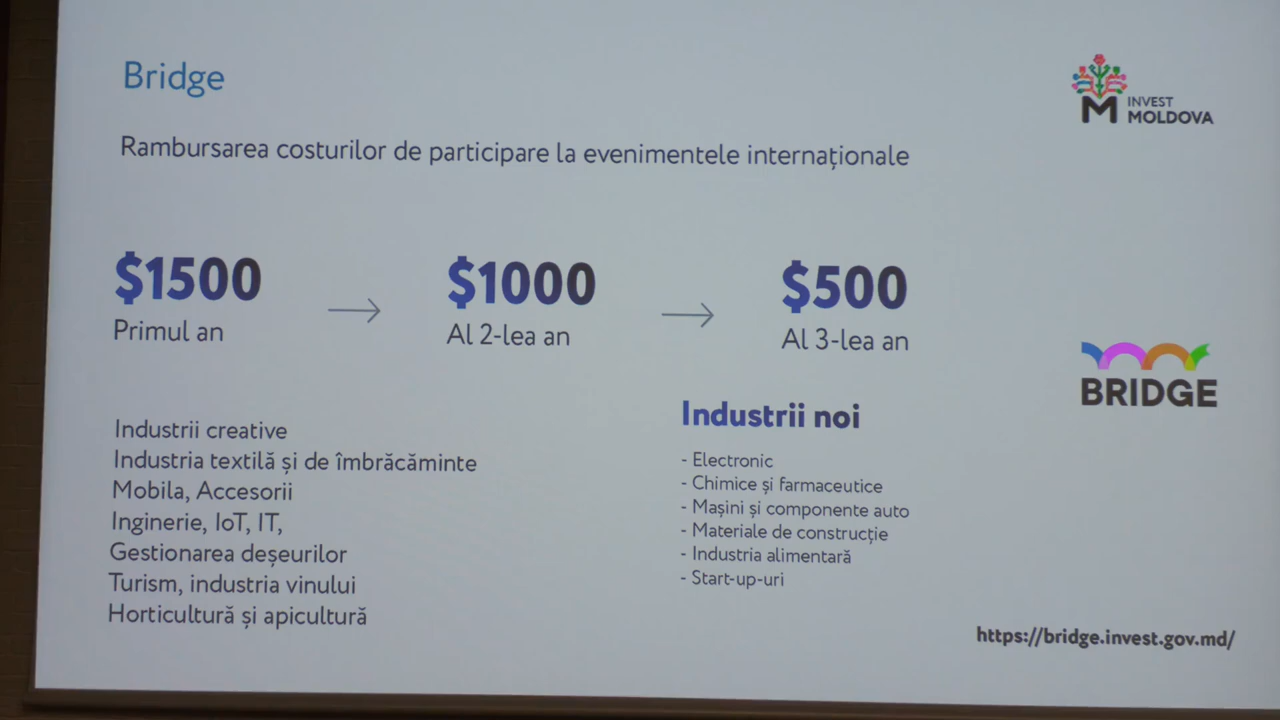 Bridge
INVEST
MOLDOVA
Rambursarea costurilor de participare la evenimentele internaționale
$1500
Primul an
$1000
Al 2-lea an
$500
Al 3-lea an
BRIDGE
Industrii creative
Industria textilă și de îmbrăcăminte
Mobila, Accesorii
Inginerie, IoT, IT,
Gestionarea deșeurilor
Turism, industria vinului
Horticultură și apicultură
Industrii noi
- Electronic
- Chimice și farmaceutice
- Mașini și componente auto
- Materiale de construcție
- Industria alimentară
- Start-up-uri
https://bridge.invest.gov.md/